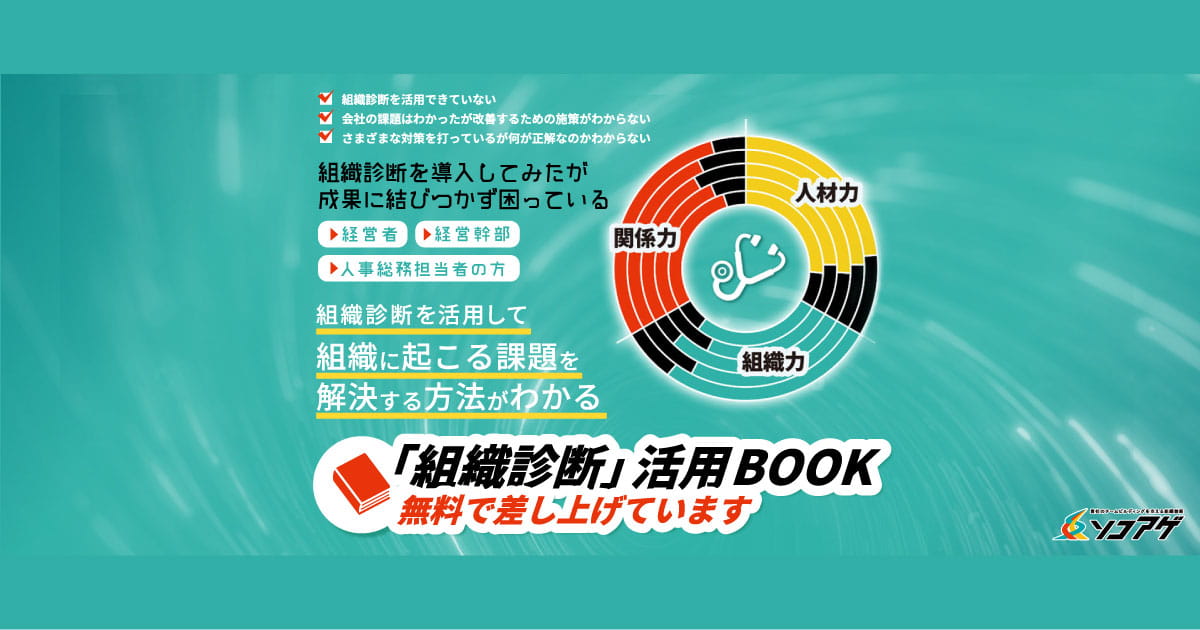 組織診断を活用できていない
会社の課題はわかったが改善するための施策がわからない
さまざまな対策を打っているが何が正解なのかわからない
組織診断を導入してみたが
成果に結びつかず困っている
経営者
経営幹部
人事総務担当者の方
組織診断を活用して
組織に起こる課題を
解決する方法がわかる
人材力
関係力
組織力
「組織診断」活用BOOK
無料で差し上げています
ソコアゲ